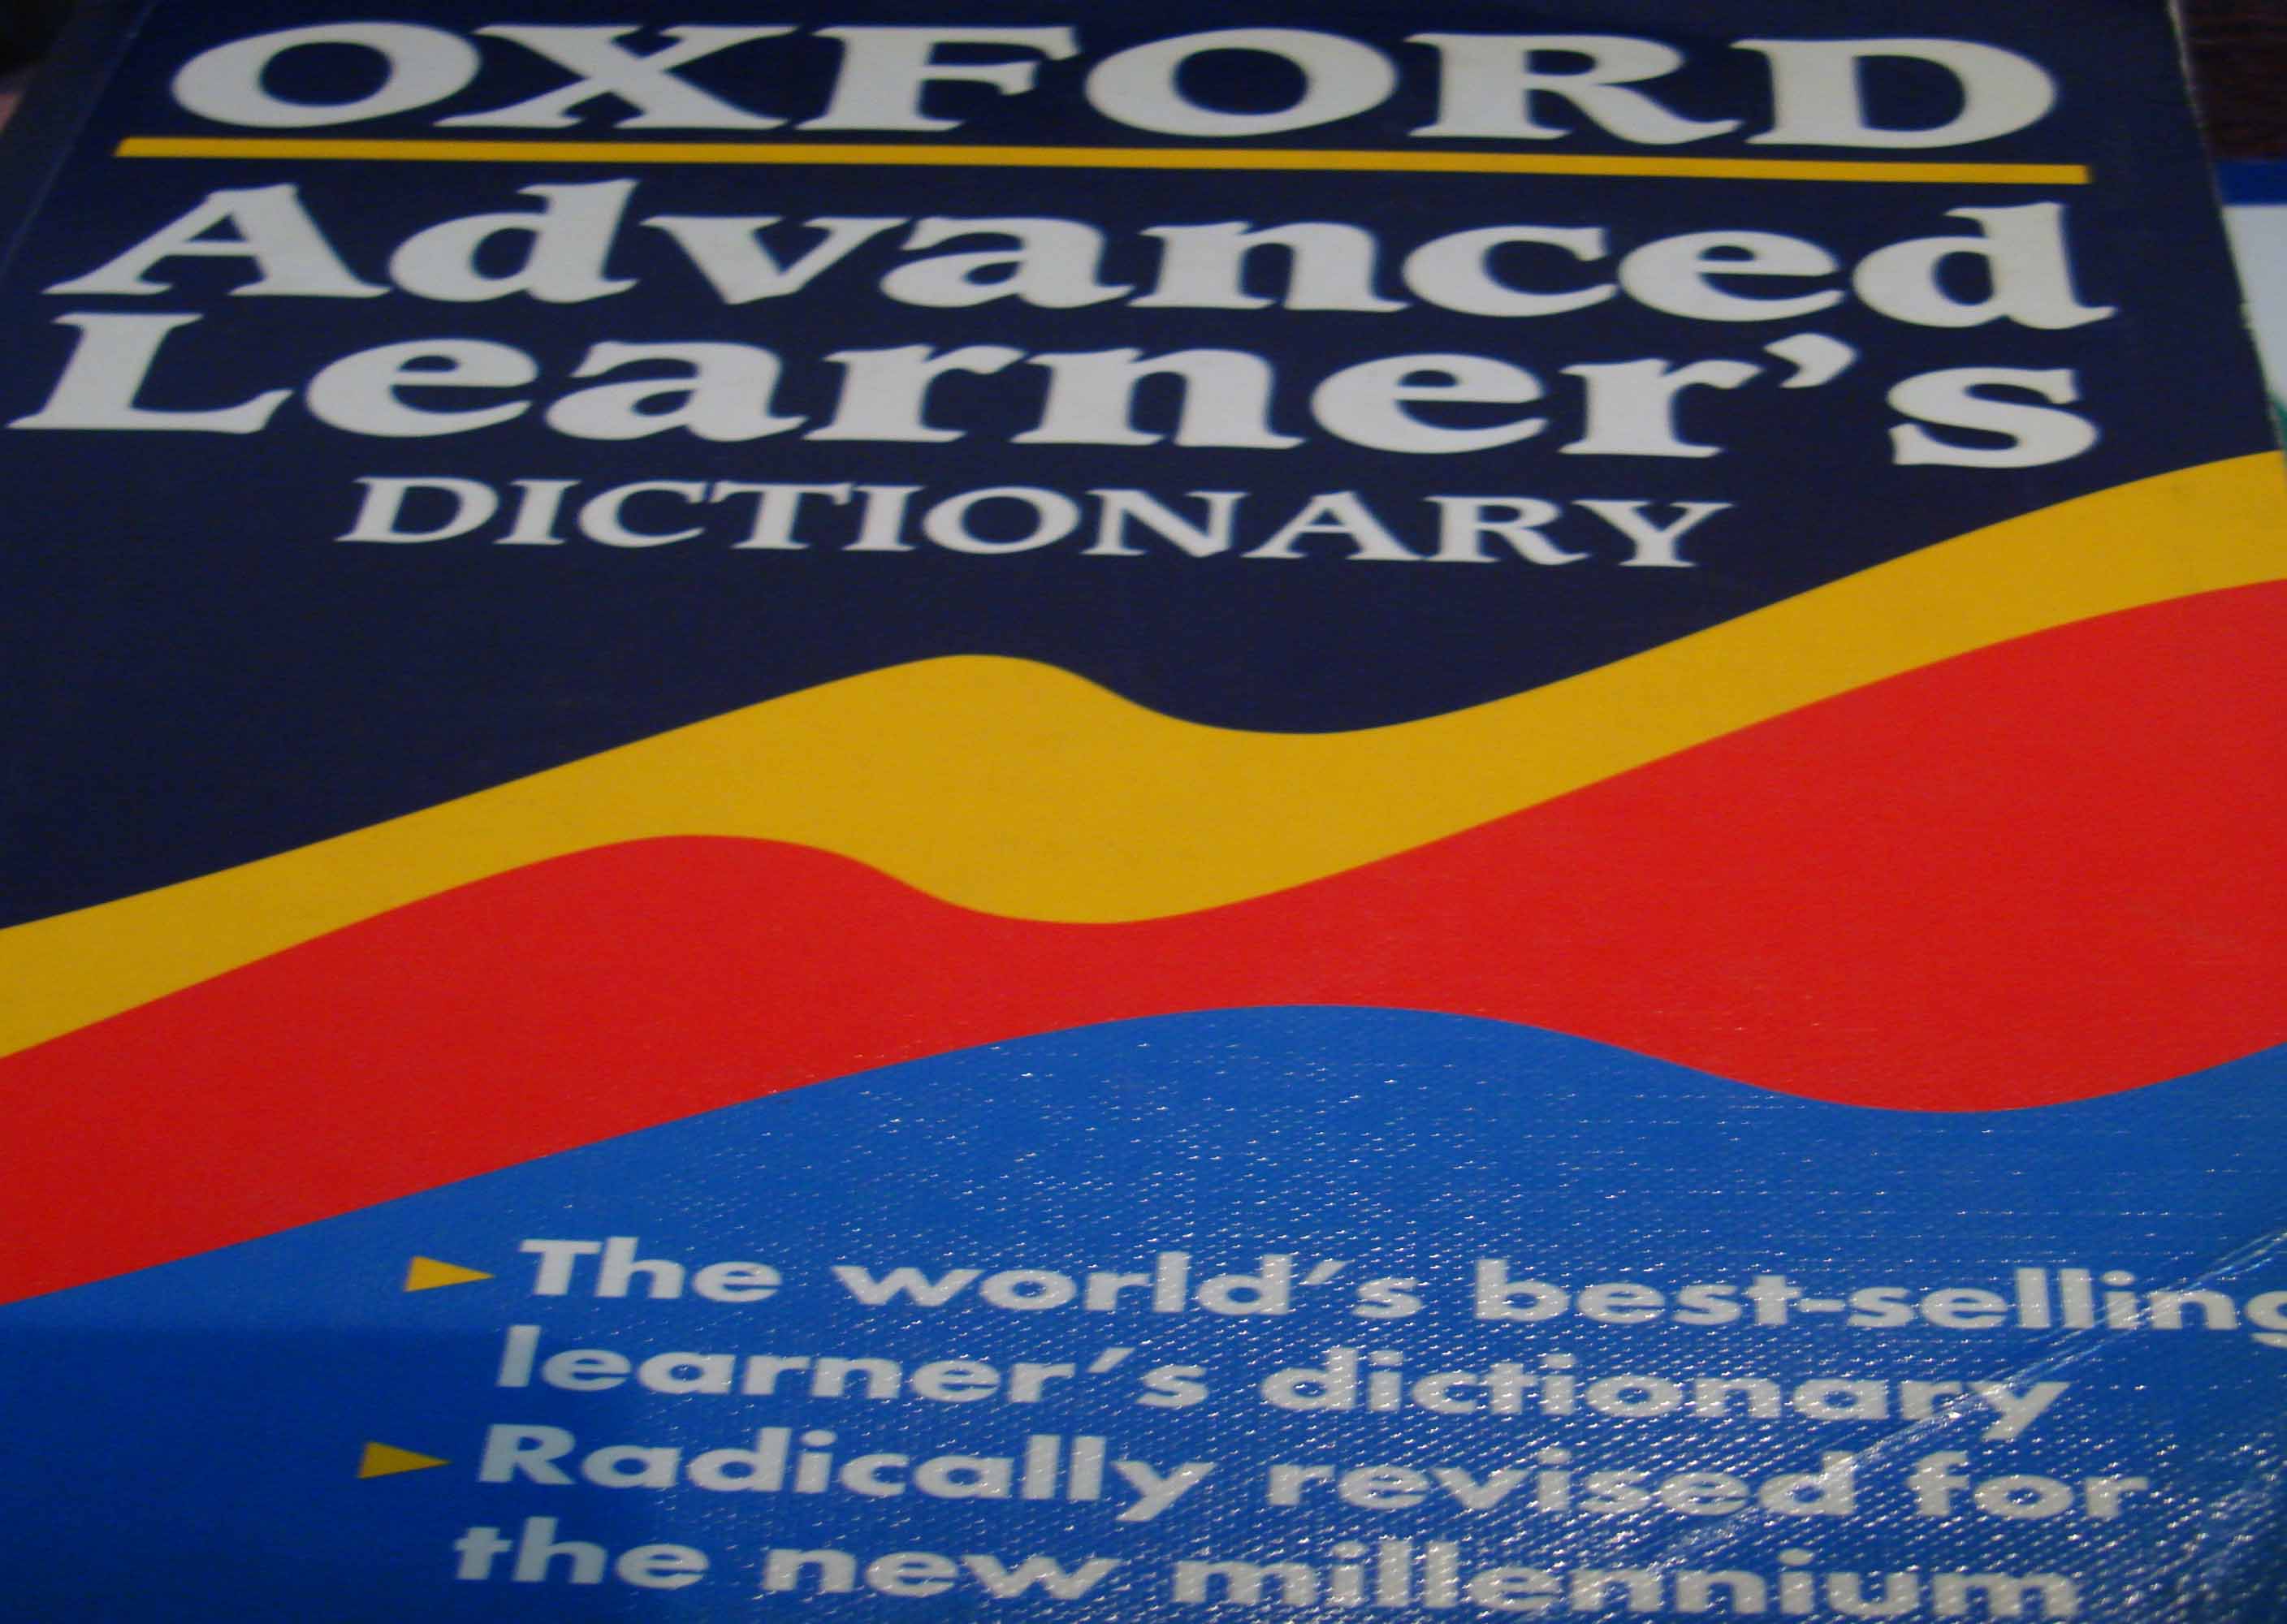 OXFORD
Advanced
Learner's
DICTIONARY
The world's best-selling
learner's dictionary
Radically revised for
the new millennium